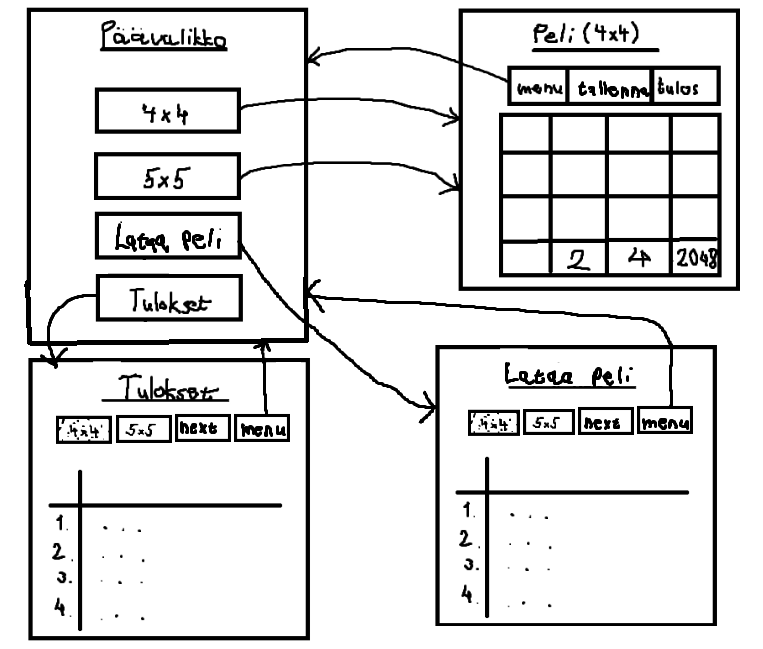 Päävalikko
4x4
5x5
Lataa peli
Tulokset
Peli (4x4)
menu tallenna tulos
2 4 2048
Tulokset
4x4 5x5 next menu
1. . . .
2. . . .
3. . . .
4. . . .
Lataa peli
4x4 5x5 next menu
1. . . .
2. . . .
3. . . .
4. . . .